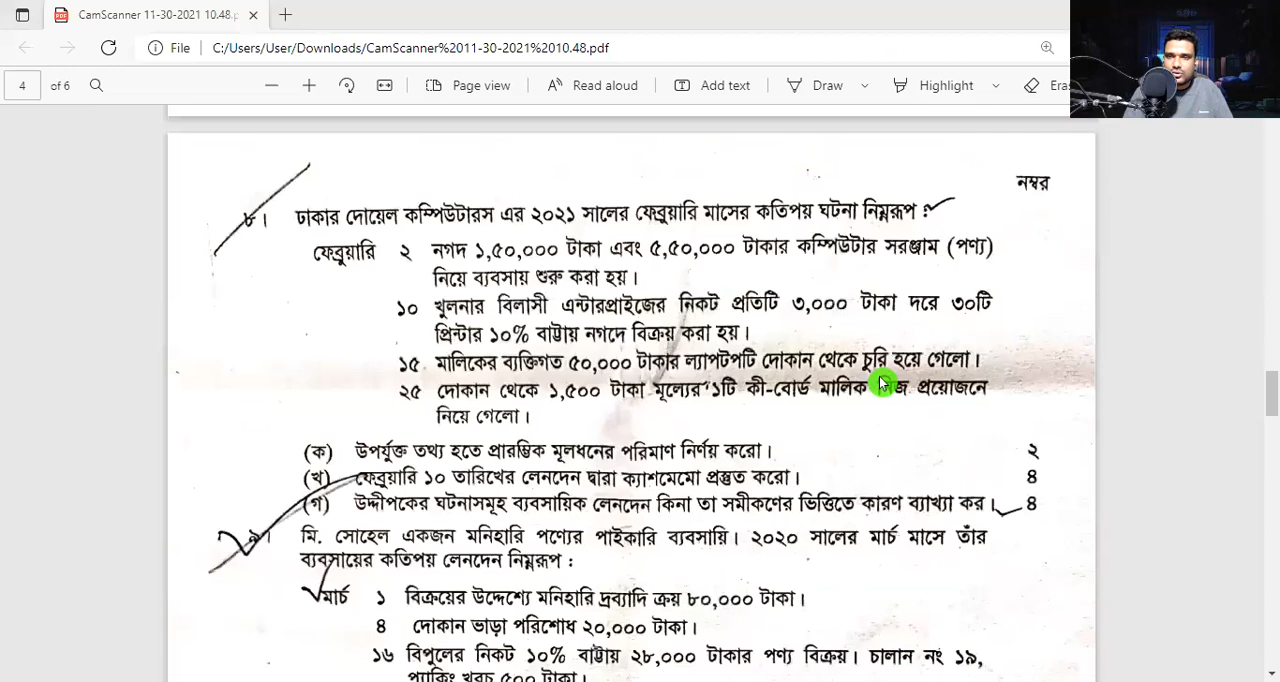 CamScanner 11-30-2021 10.48.p
File C:/Users/User/Downloads/CamScanner%2011-30-2021%2010.48.pdf
4 of 6 Page view Read aloud Add text Draw Highlight Era
নম্বর
৮। ঢাকার দোয়েল কম্পিউটারস এর ২০২১ সালের ফেব্রুয়ারি মাসের কতিপয় ঘটনা নিম্নরূপ :
ফেব্রুয়ারি ২ নগদ ১,৫০,০০০ টাকা এবং ৫,৫০,০০০ টাকার কম্পিউটার সরঞ্জাম (পণ্য)
নিয়ে ব্যবসায় শুরু করা হয়।
১০ খুলনার বিলাসী এন্টারপ্রাইজের নিকট প্রতিটি ৩,০০০ টাকা দরে ৩০টি
প্রিন্টার ১০% বাট্টায় নগদে বিক্রয় করা হয়।
১৫ মালিকের ব্যক্তিগত ৫০,০০০ টাকার ল্যাপটপটি দোকান থেকে চুরি হয়ে গেলো।
২৫ দোকান থেকে ১,৫০০ টাকা মূল্যের ১টি কী-বোর্ড মালিক নিজ প্রয়োজনে
নিয়ে গেলো।
(ক) উপর্যুক্ত তথ্য হতে প্রারম্ভিক মূলধনের পরিমাণ নির্ণয় করো। ২
(খ) ফেব্রুয়ারি ১০ তারিখের লেনদেন দ্বারা ক্যাশমেমো প্রস্তুত করো। ৪
(গ) উদ্দীপকের ঘটনাসমূহ ব্যবসায়িক লেনদেন কিনা তা সমীকণের ভিত্তিতে কারণ ব্যাখ্যা কর। ৪
৯। মি. সোহেল একজন মনিহারি পণ্যের পাইকারি ব্যবসায়ি। ২০২০ সালের মার্চ মাসে তাঁর
ব্যবসায়ের কতিপয় লেনদেন নিম্নরূপ :
মার্চ ১ বিক্রয়ের উদ্দেশ্যে মনিহারি দ্রব্যাদি ক্রয় ৮০,০০০ টাকা।
৪ দোকান ভাড়া পরিশোধ ২০,০০০ টাকা।
১৬ বিপুলের নিকট ১০% বাট্টায় ২৮,০০০ টাকার পণ্য বিক্রয়। চালান নং ১৯,
প্যাকিং খরচ ৫০০ টাকা।